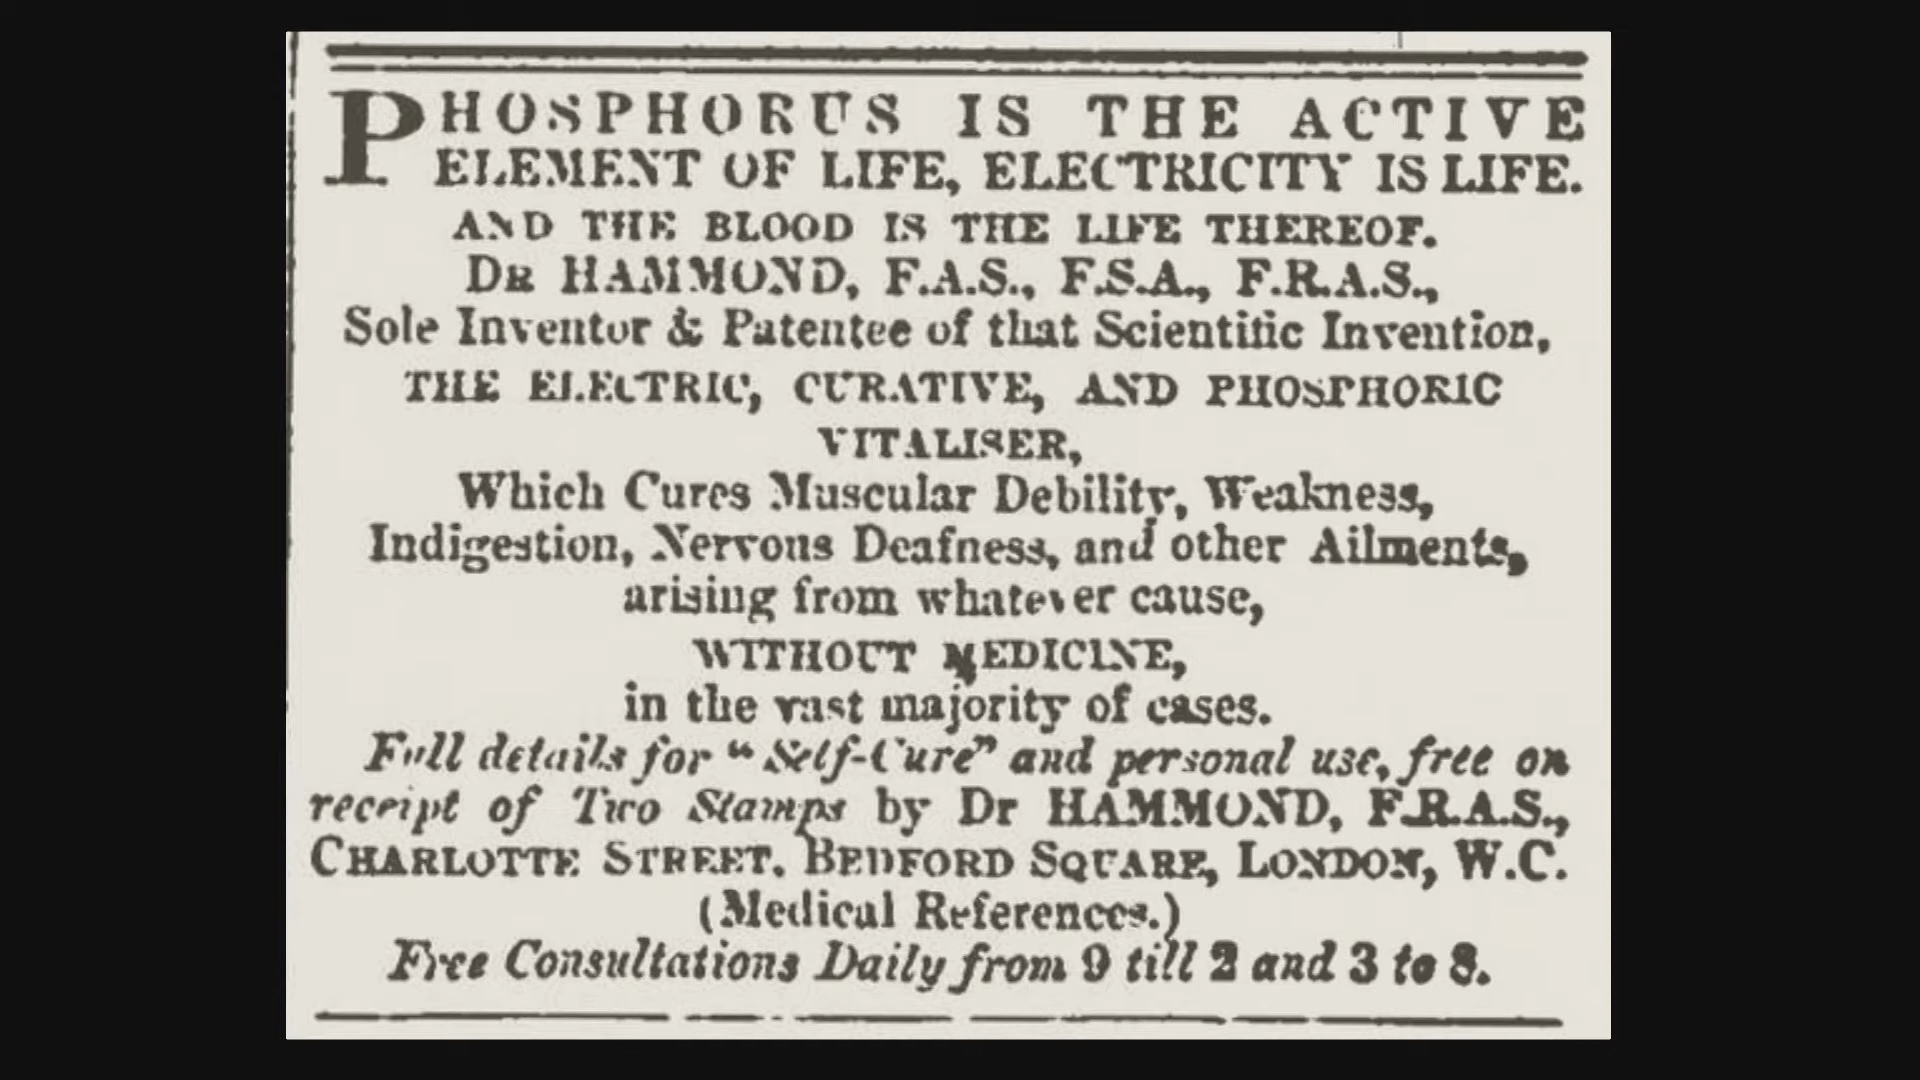 PHOSPHORUS IS THE ACTIVE
ELEMENT OF LIFE, ELECTRICITY IS LIFE.
AND THE BLOOD IS THE LIFE THEREOF.
DR HAMMOND, F.A.S., F.S.A., F.R.A.S.,
Sole Inventor & Patentee of that Scientific Invention,
THE ELECTRIC, CURATIVE, AND PHOSPHORIC
VITALISER,
Which Cures Muscular Debility, Weakness,
Indigestion, Nervous Deafness, and other Ailments,
arising from whatever cause,
WITHOUT MEDICINE,
in the vast majority of cases.
Full details for “Self-Cure” and personal use, free on
receipt of Two Stamps by Dr HAMMOND, F.R.A.S.,
CHARLOTTE STREET, BEDFORD SQUARE, LONDON, W.C.
(Medical References.)
Free Consultations Daily from 9 till 2 and 3 to 8.